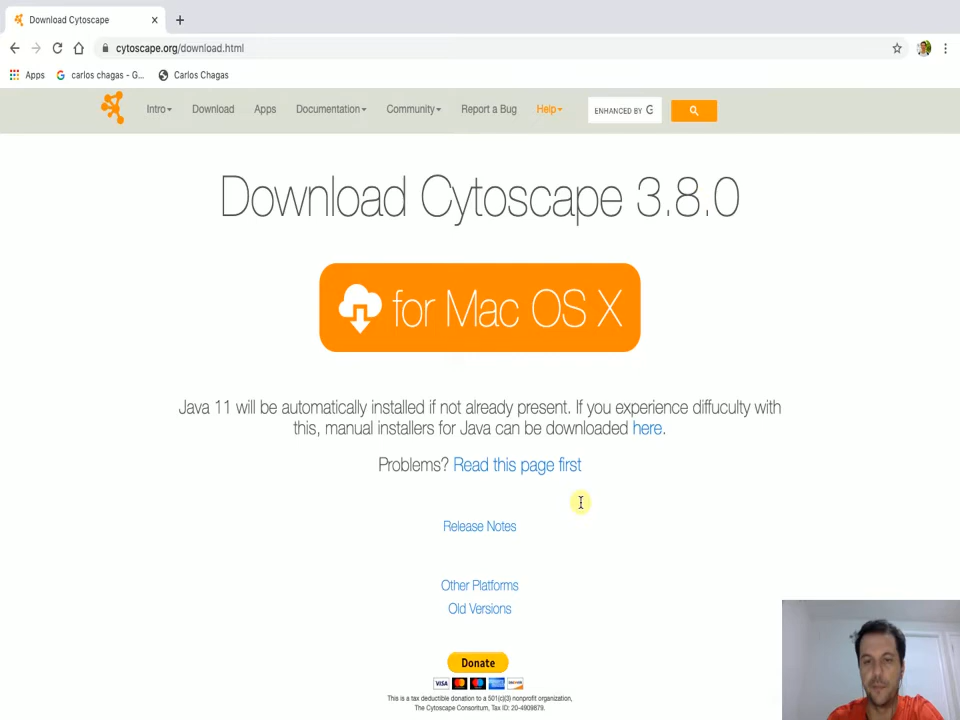 Download Cytoscape
cytoscape.org/download.html
Apps carlos chagas - G... Carlos Chagas
Intro Download Apps Documentation Community Report a Bug Help ENHANCED BY G
Download Cytoscape 3.8.0
for Mac OS X
Java 11 will be automatically installed if not already present. If you experience diffuculty with
this, manual installers for Java can be downloaded here.
Problems? Read this page first
Release Notes
Other Platforms
Old Versions
Donate
VISA DISCOVER
This is a tax deductible donation to a 501(c)(3) nonprofit organization,
The Cytoscape Consortium, Tax ID: 20-4909879.